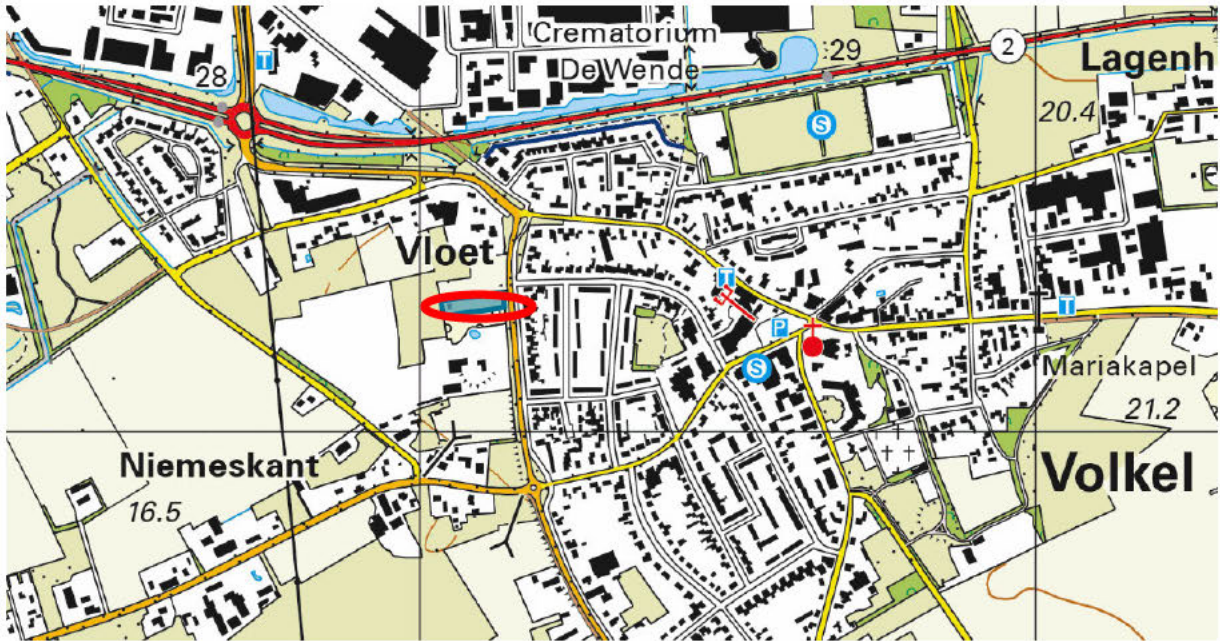 Crematorium
De Wende
28
29
2
Lagenh
20.4
T
S
Vloet
T
P
T
S
Mariakapel
21.2
Niemeskant
16.5
Volkel